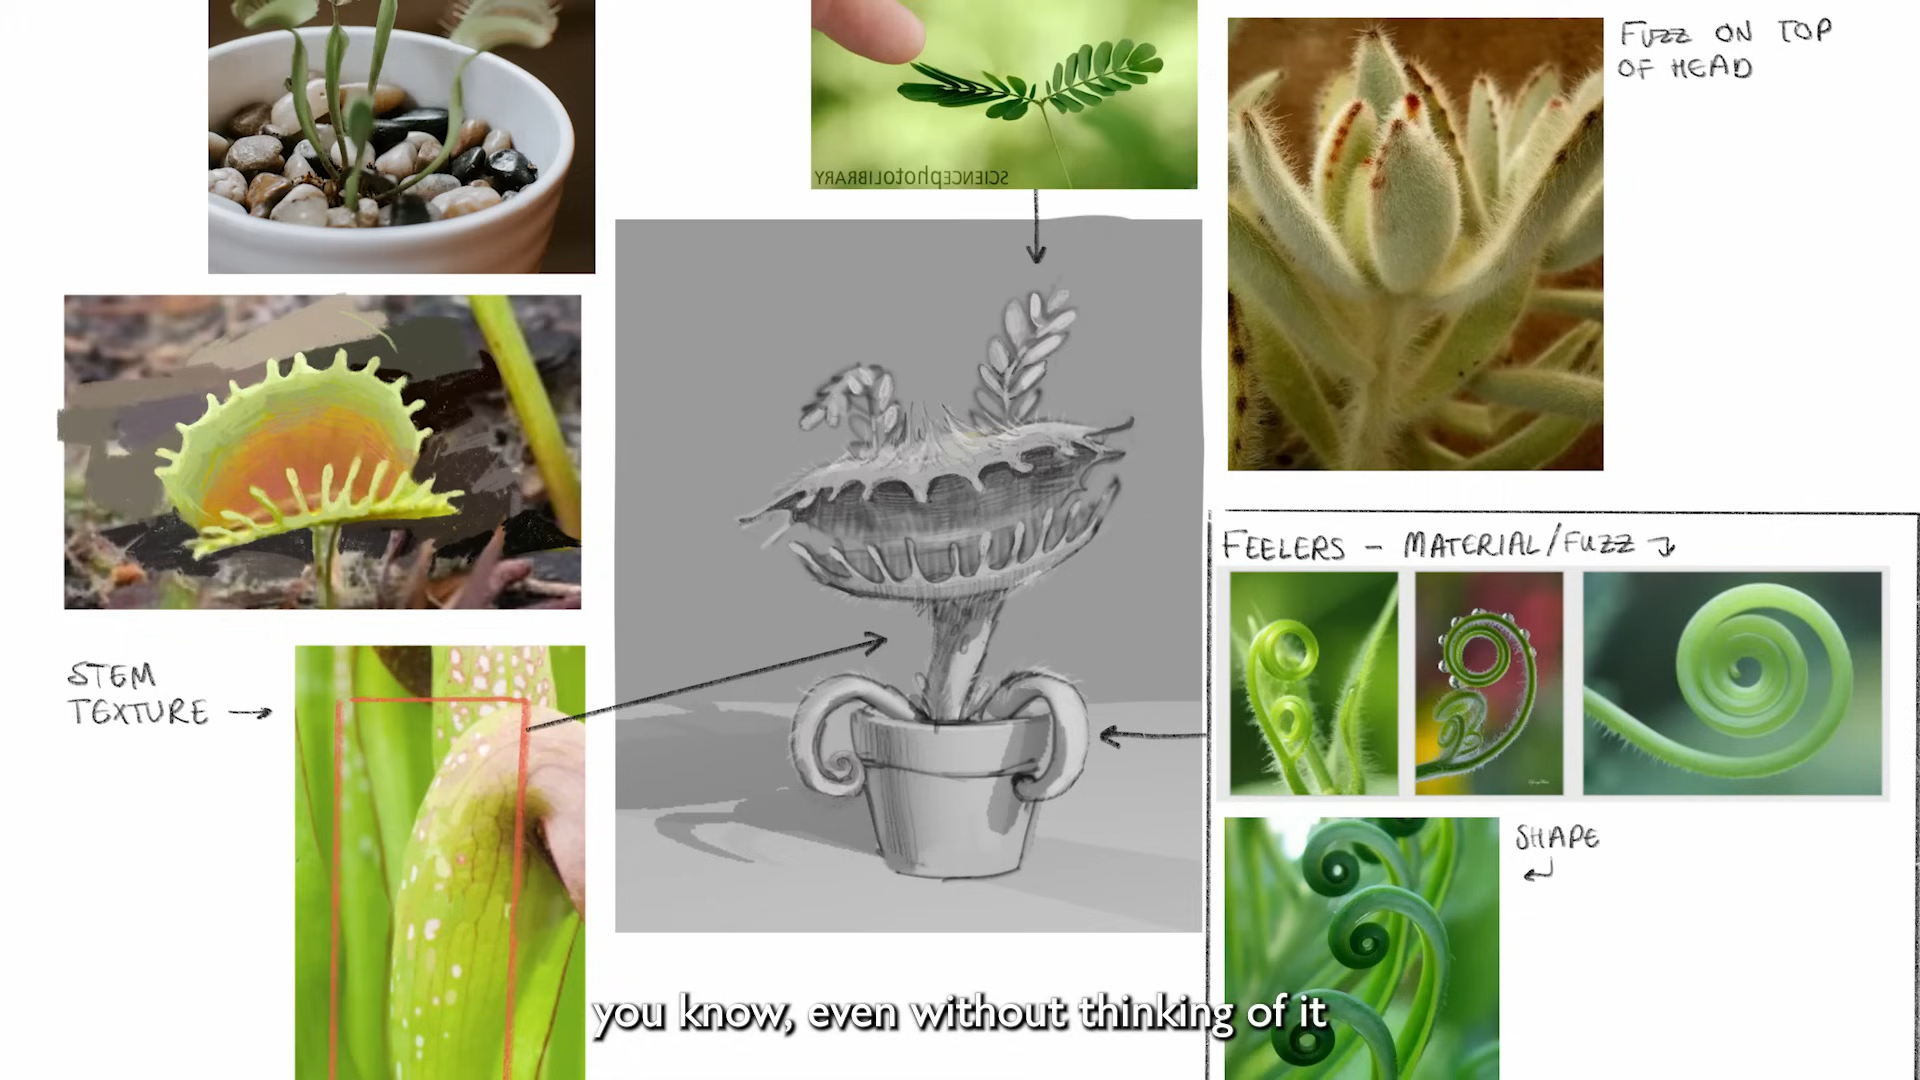 FUZZ ON TOP
OF HEAD
SCIENCEphotoLIBRARY
FEELERS - MATERIAL/FUZZ
STEM
TEXTURE
SHAPE
you know, even without thinking of it